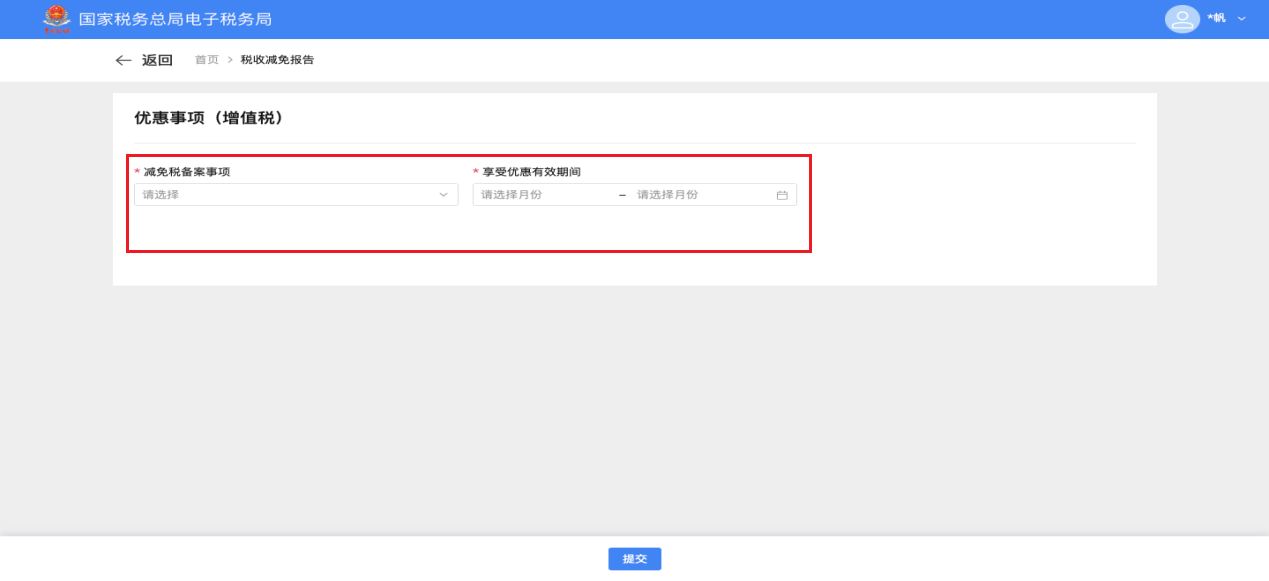 国家税务总局电子税务局
*帆
返回 首页 > 税收减免报告
优惠事项（增值税）
* 减免税备案事项 * 享受优惠有效期间
请选择 请选择月份 – 请选择月份
提交